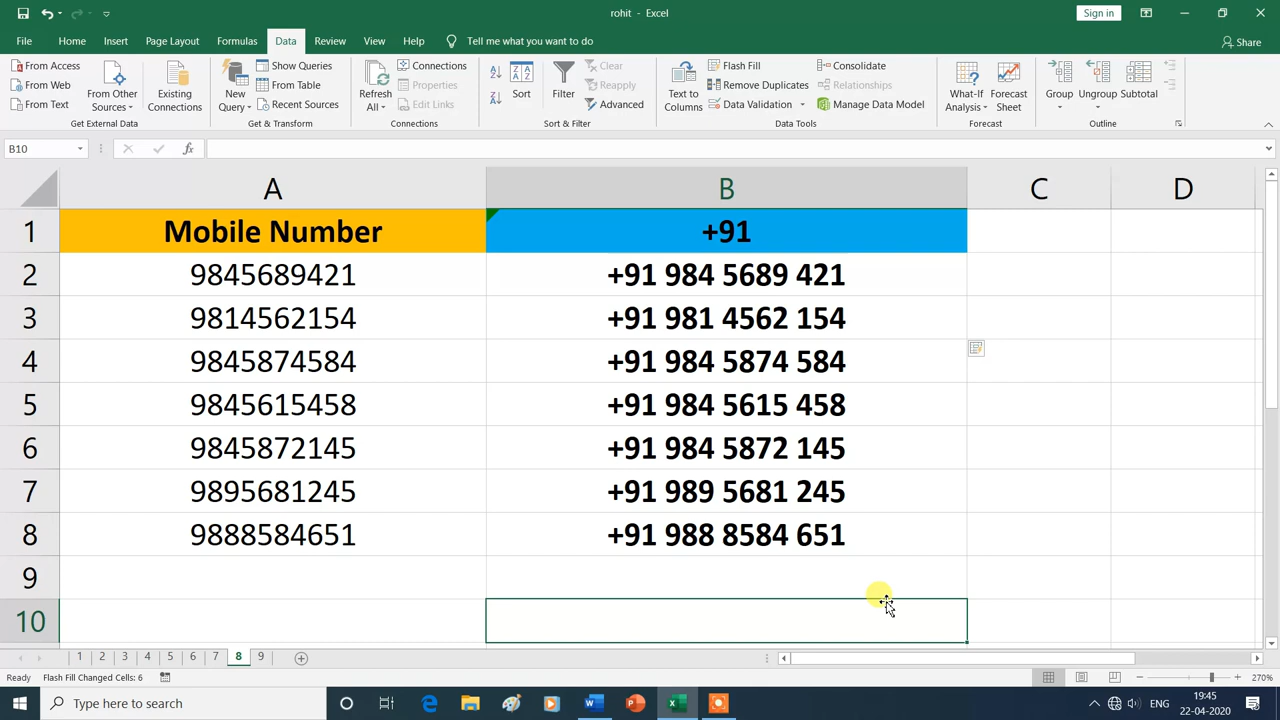 rohit - Excel
Sign in
File Home Insert Page Layout Formulas Data Review View Help Tell me what you want to do
Share
From Access
From Web
From Text
From Other Sources
Existing Connections
Get External Data
New Query
Show Queries
From Table
Recent Sources
Get & Transform
Refresh All
Connections
Properties
Edit Links
Connections
Sort
Filter
Clear
Reapply
Advanced
Sort & Filter
Text to Columns
Flash Fill
Remove Duplicates
Data Validation
Consolidate
Relationships
Manage Data Model
Data Tools
What-If Analysis
Forecast Sheet
Forecast
Group
Ungroup
Subtotal
Outline
B10
fx
A B C D
1 Mobile Number +91
2 9845689421 +91 984 5689 421
3 9814562154 +91 981 4562 154
4 9845874584 +91 984 5874 584
5 9845615458 +91 984 5615 458
6 9845872145 +91 984 5872 145
7 9895681245 +91 989 5681 245
8 9888584651 +91 988 8584 651
9
10
1 2 3 4 5 6 7 8 9
Flash Fill Changed Cells: 6
270%
Type here to search
ENG
19:45
22-04-2020